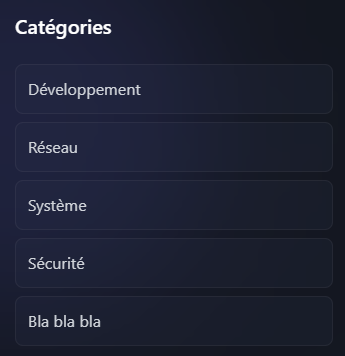 Catégories
Développement
Réseau
Système
Sécurité
Bla bla bla